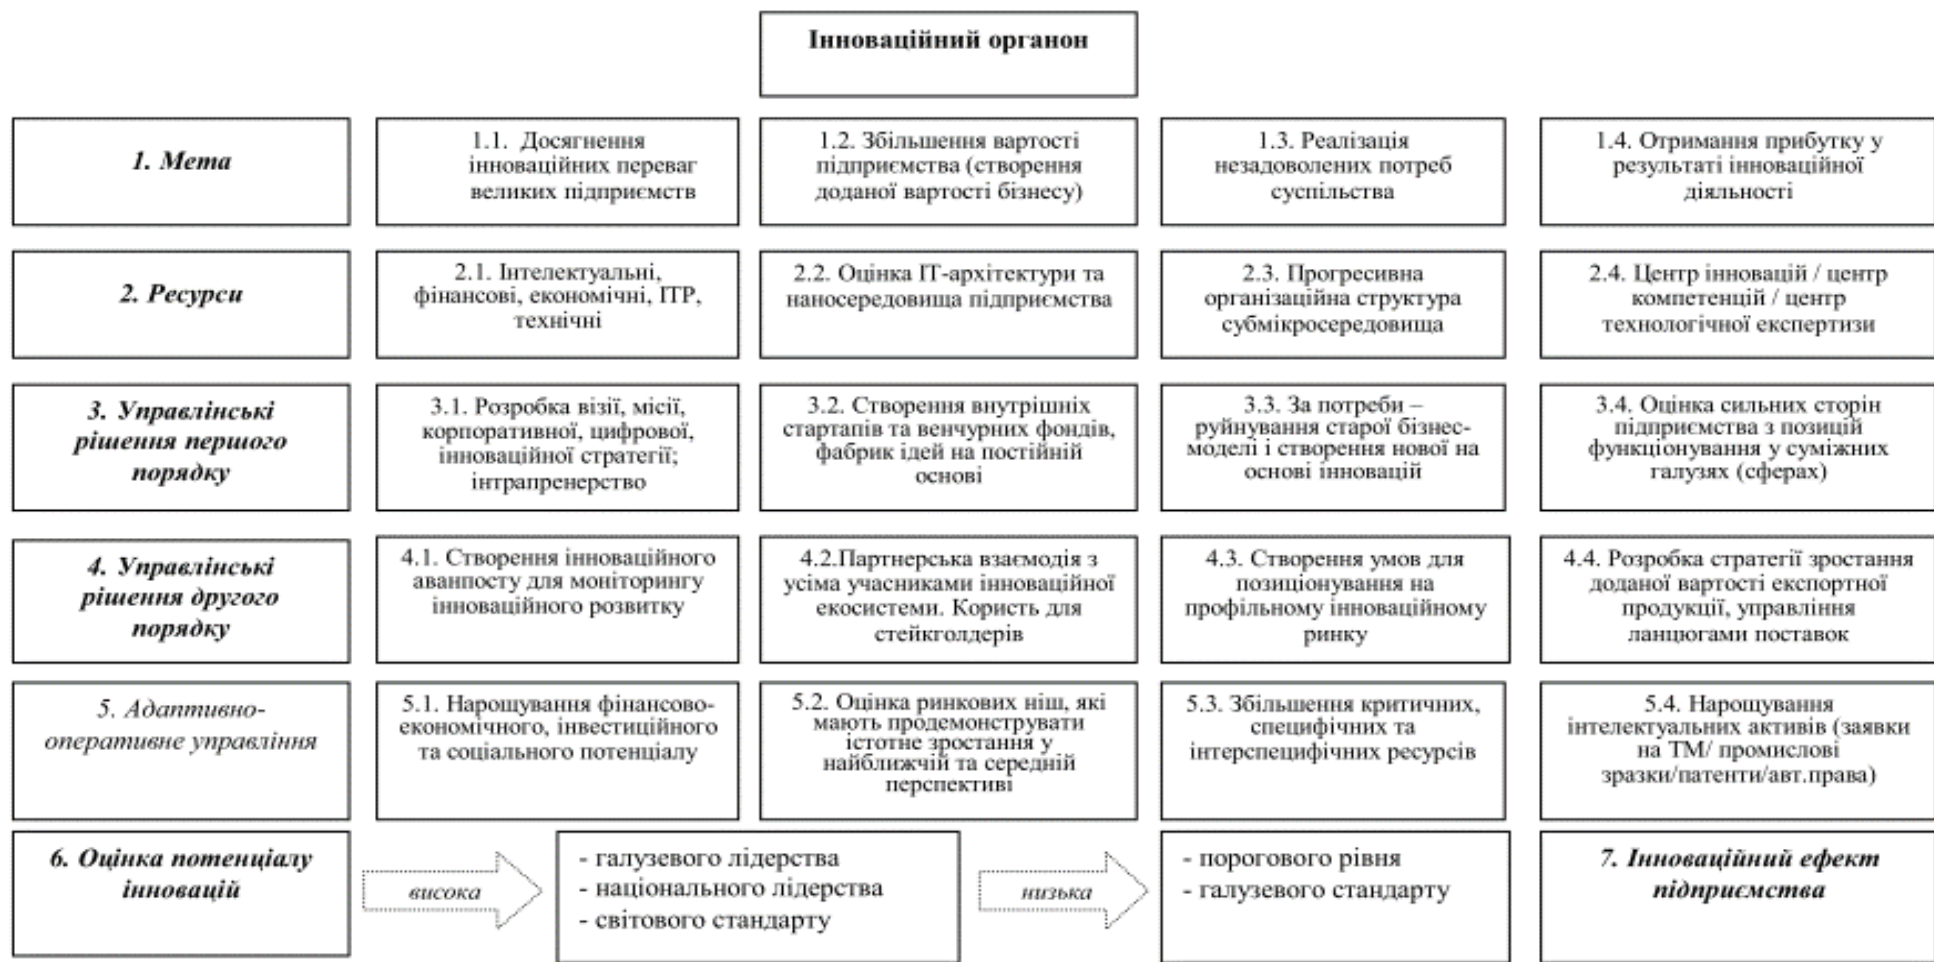 Інноваційний органон
1. Мета
1.1. Досягнення
інноваційних переваг
великих підприємств
1.2. Збільшення вартості
підприємства (створення
доданої вартості бізнесу)
1.3. Реалізація
незадоволених потреб
суспільства
1.4. Отримання прибутку у
результаті інноваційної
діяльності
2. Ресурси
2.1. Інтелектуальні,
фінансові, економічні, ІТР,
технічні
2.2. Оцінка ІТ-архітектури та
наносередовища підприємства
2.3. Прогресивна
організаційна структура
субмікросередовища
2.4. Центр інновацій / центр
компетенцій / центр
технологічної експертизи
3. Управлінські
рішення першого
порядку
3.1. Розробка візії, місії,
корпоративної, цифрової,
інноваційної стратегії;
інтрапренерство
3.2. Створення внутрішніх
стартапів та венчурних фондів,
фабрик ідей на постійній
основі
3.3. За потреби –
руйнування старої бізнес-
моделі і створення нової на
основі інновацій
3.4. Оцінка сильних сторін
підприємства з позицій
функціонування у суміжних
галузях (сферах)
4. Управлінські
рішення другого
порядку
4.1. Створення інноваційного
аванпосту для моніторингу
інноваційного розвитку
4.2.Партнерська взаємодія з
усіма учасниками інноваційної
екосистеми. Користь для
стейкголдерів
4.3. Створення умов для
позиціонування на
профільному інноваційному
ринку
4.4. Розробка стратегії зростання
доданої вартості експортної
продукції, управління
ланцюгами поставок
5. Адаптивно-
оперативне управління
5.1. Нарощування фінансово-
економічного, інвестиційного
та соціального потенціалу
5.2. Оцінка ринкових ніш, які
мають продемонструвати
істотне зростання у
найближчій та середній
перспективі
5.3. Збільшення критичних,
специфічних та
інтерспецифічних ресурсів
5.4. Нарощування
інтелектуальних активів (заявки
на ТМ/ промислові
зразки/патенти/авт.права)
6. Оцінка потенціалу
інновацій
висока
- галузевого лідерства
- національного лідерства
- світового стандарту
низька
- порогового рівня
- галузевого стандарту
7. Інноваційний ефект
підприємства